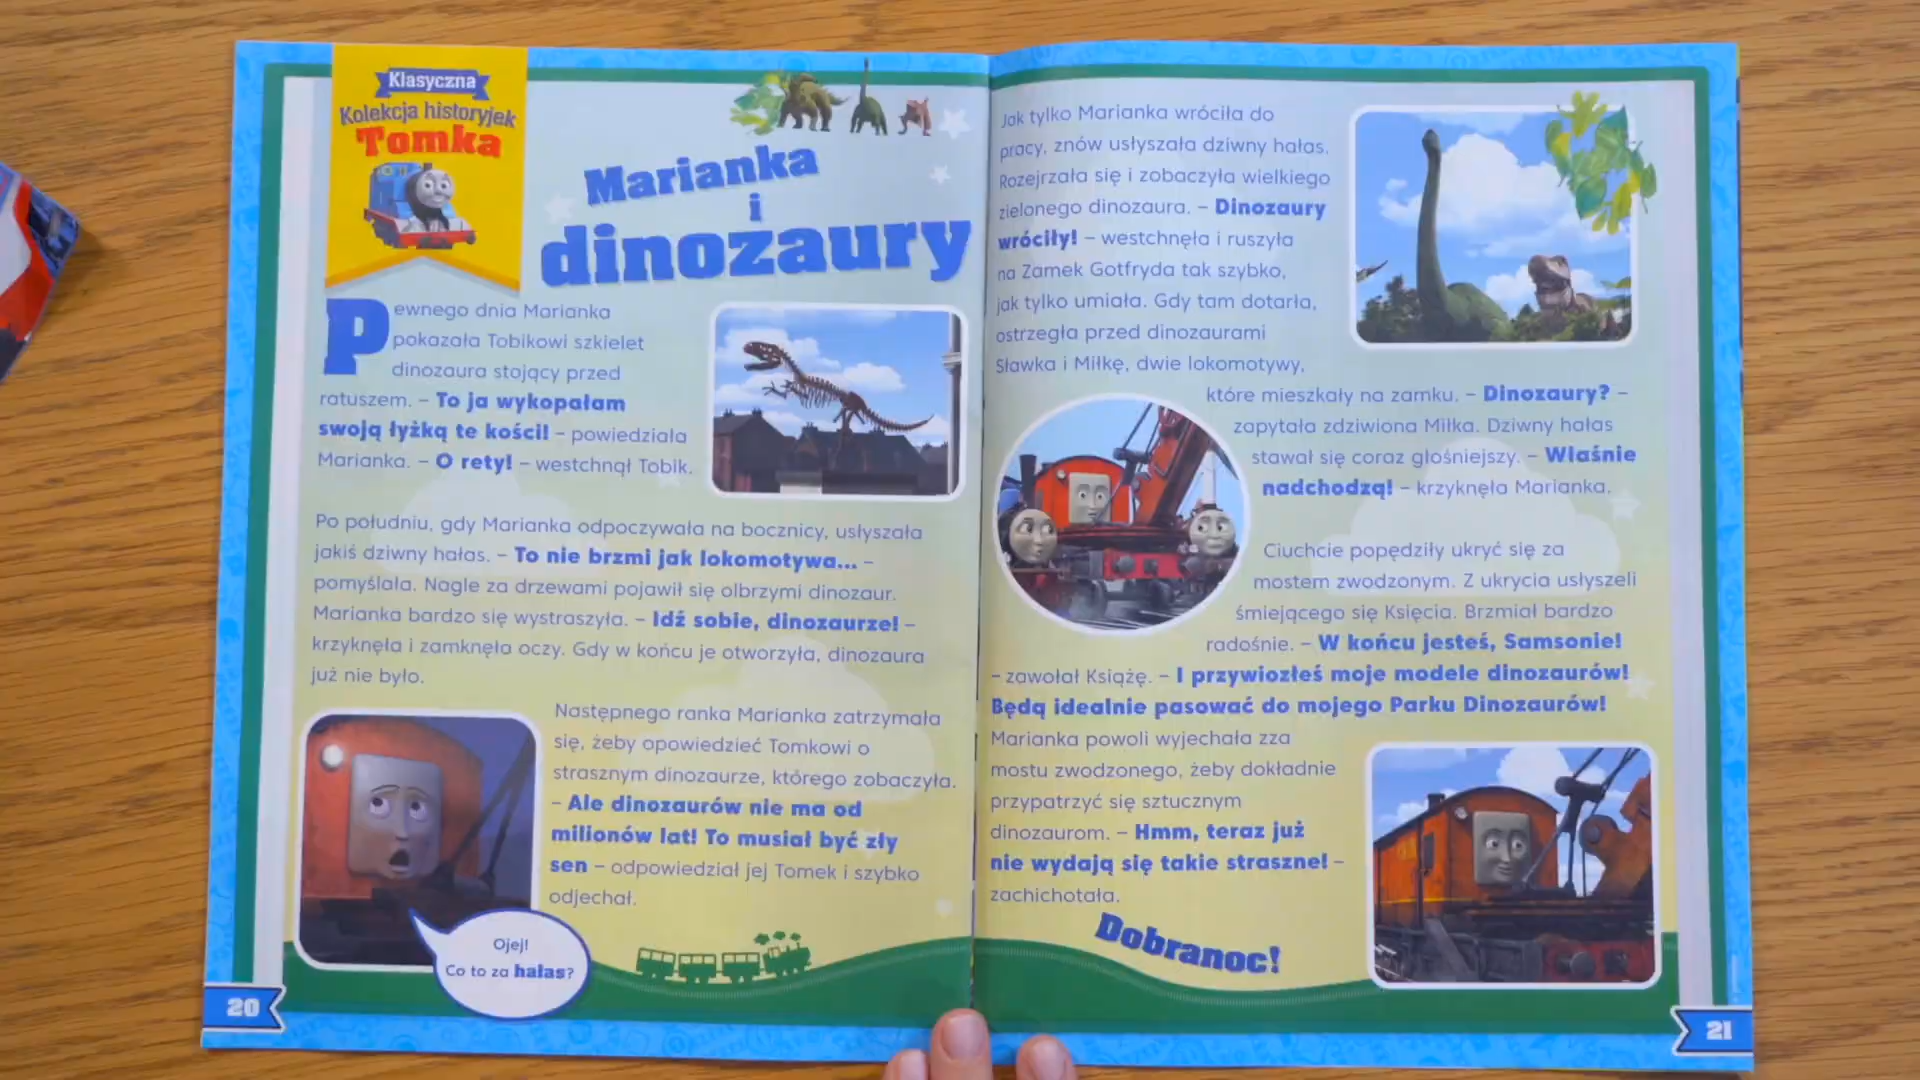 Klasyczna
Kolekcja historyjek
Tomka
Marianka
i
dinozaury
Pewnego dnia Marianka
pokazała Tobikowi szkielet
dinozaura stojący przed
ratuszem. – To ja wykopałam
swoją łyżką te kości! – powiedziała
Marianka. – O rety! – westchnął Tobik.
Po południu, gdy Marianka odpoczywała na bocznicy, usłyszała
jakiś dziwny hałas. – To nie brzmi jak lokomotywa... –
pomyślała. Nagle za drzewami pojawił się olbrzymi dinozaur.
Marianka bardzo się wystraszyła. – Idź sobie, dinozaurze! –
krzyknęła i zamknęła oczy. Gdy w końcu je otworzyła, dinozaura
już nie było.
Następnego ranka Marianka zatrzymała
się, żeby opowiedzieć Tomkowi o
strasznym dinozaurze, którego zobaczyła.
– Ale dinozaurów nie ma od
milionów lat! To musiał być zły
sen – odpowiedział jej Tomek i szybko
odjechał.
Ojej!
Co to za hałas?
20
Jak tylko Marianka wróciła do
pracy, znów usłyszała dziwny hałas.
Rozejrzała się i zobaczyła wielkiego
zielonego dinozaura. – Dinozaury
wróciły! – westchnęła i ruszyła
na Zamek Gotfryda tak szybko,
jak tylko umiała. Gdy tam dotarła,
ostrzegła przed dinozaurami
Sławka i Miłkę, dwie lokomotywy,
które mieszkały na zamku. – Dinozaury? –
zapytała zdziwiona Miłka. Dziwny hałas
stawał się coraz głośniejszy. – Właśnie
nadchodzą! – krzyknęła Marianka.
Ciuchcie popędziły ukryć się za
mostem zwodzonym. Z ukrycia usłyszeli
śmiejącego się Księcia. Brzmiał bardzo
radośnie. – W końcu jesteś, Samsonie!
– zawołał Książę. – I przywiozłeś moje modele dinozaurów!
Będą idealnie pasować do mojego Parku Dinozaurów!
Marianka powoli wyjechała zza
mostu zwodzonego, żeby dokładnie
przypatrzyć się sztucznym
dinozaurom. – Hmm, teraz już
nie wydają się takie straszne! –
zachichotała.
Dobranoc!
21